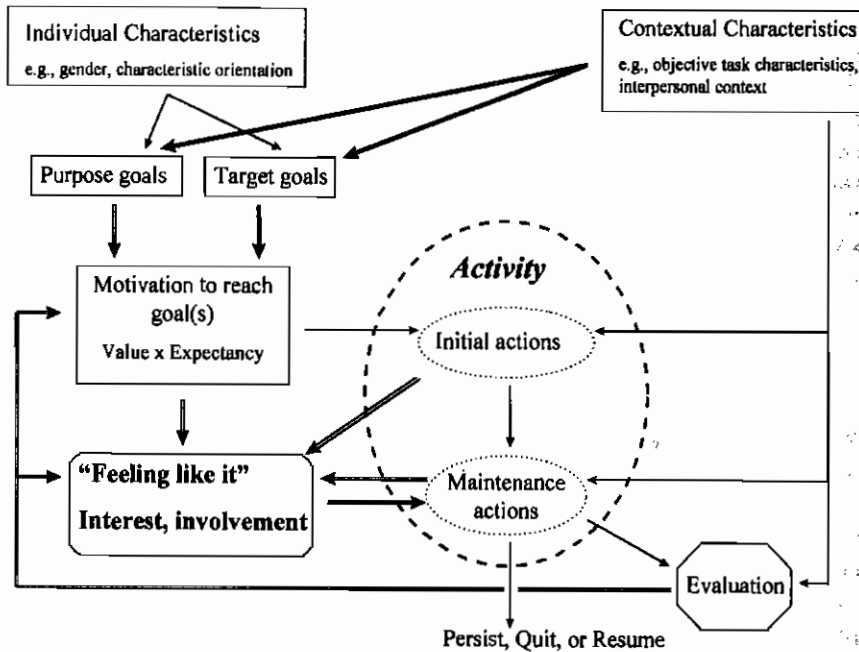 Individual Characteristics
e.g., gender, characteristic orientation
Contextual Characteristics
e.g., objective task characteristics,
interpersonal context
Purpose goals
Target goals
Motivation to reach
goal(s)
Value x Expectancy
Activity
Initial actions
"Feeling like it"
Interest, involvement
Maintenance
actions
Evaluation
Persist, Quit, or Resume